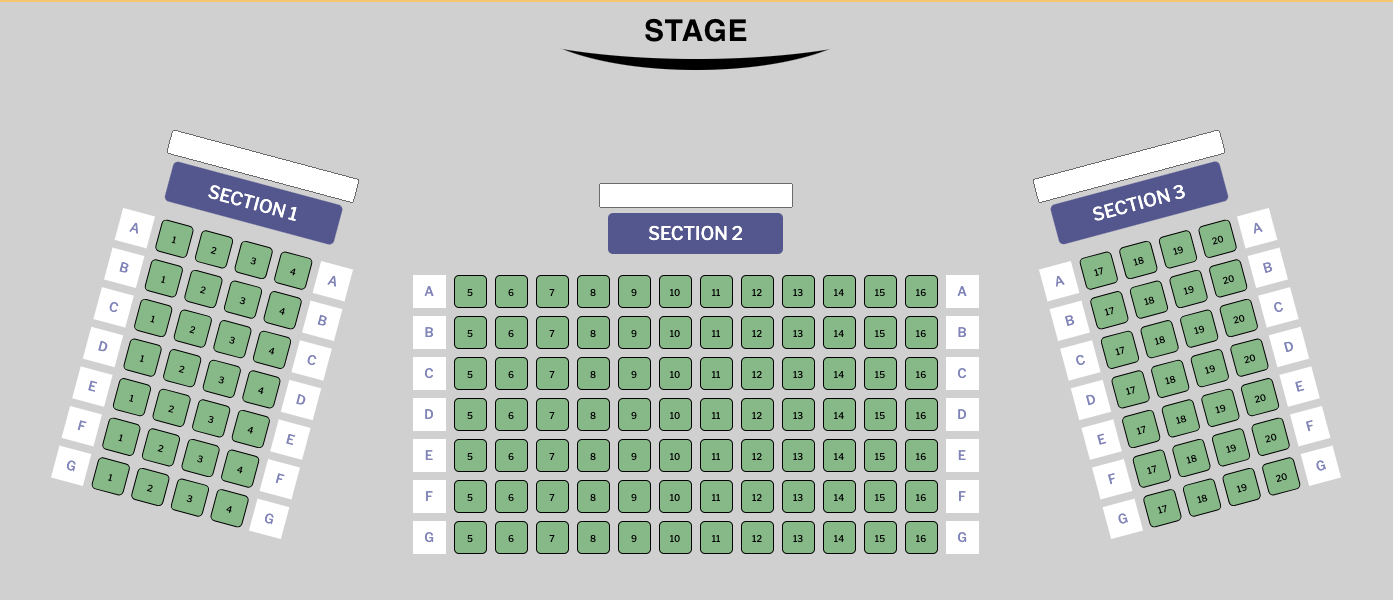 STAGE
SECTION 1
A 1 2 3 4 A
B 1 2 3 4 B
C 1 2 3 4 C
D 1 2 3 4 D
E 1 2 3 4 E
F 1 2 3 4 F
G 1 2 3 4 G
SECTION 2
A 5 6 7 8 9 10 11 12 13 14 15 16 A
B 5 6 7 8 9 10 11 12 13 14 15 16 B
C 5 6 7 8 9 10 11 12 13 14 15 16 C
D 5 6 7 8 9 10 11 12 13 14 15 16 D
E 5 6 7 8 9 10 11 12 13 14 15 16 E
F 5 6 7 8 9 10 11 12 13 14 15 16 F
G 5 6 7 8 9 10 11 12 13 14 15 16 G
SECTION 3
A 17 18 19 20 A
B 17 18 19 20 B
C 17 18 19 20 C
D 17 18 19 20 D
E 17 18 19 20 E
F 17 18 19 20 F
G 17 18 19 20 G